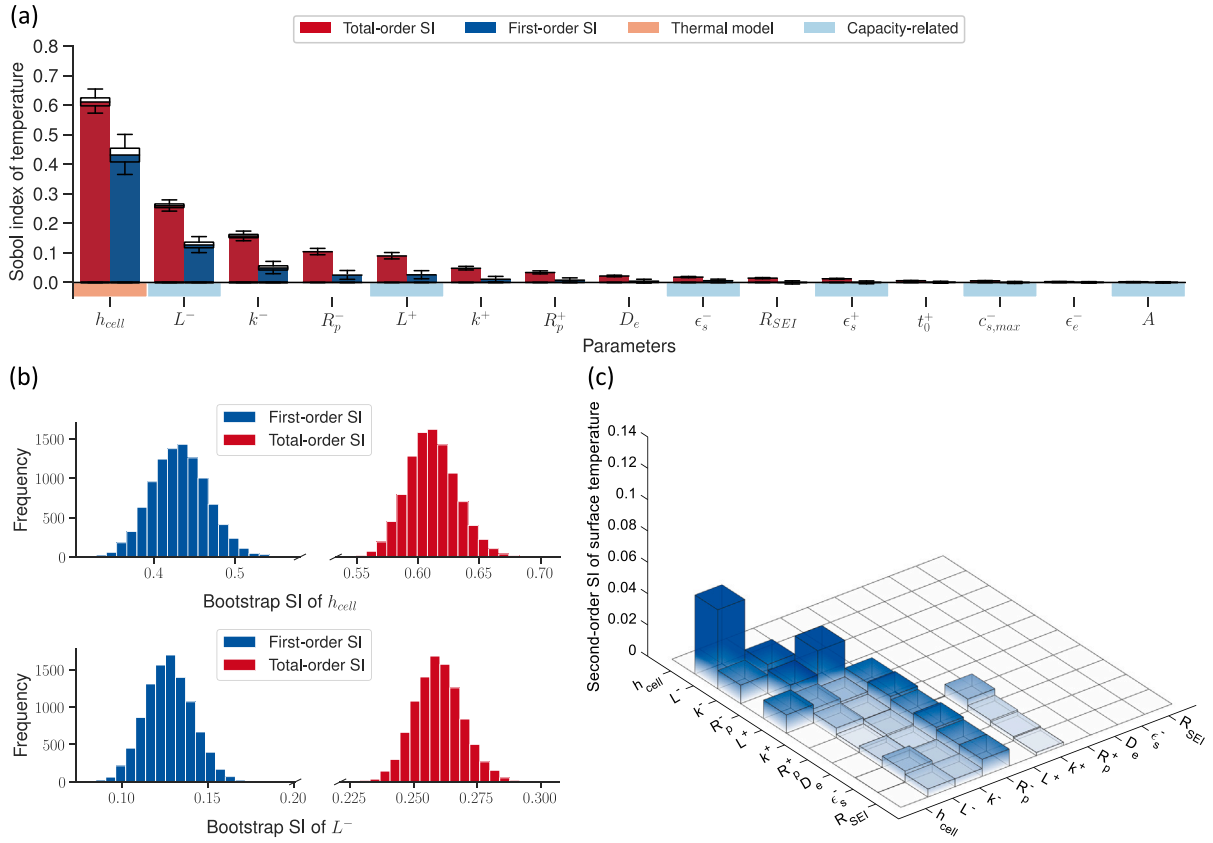 (a)
Total-order SI First-order SI Thermal model Capacity-related
Sobol index of temperature
0.8
0.7
0.6
0.5
0.4
0.3
0.2
0.1
0.0
h_cell L⁻ k⁻ R_p⁻ L⁺ k⁺ R_p⁺ D_e ϵ_s⁻ R_SEI ϵ_s⁺ t_0⁺ c_s,max⁻ ϵ_e⁻ A
Parameters
(b)
First-order SI
Total-order SI
Frequency
1500
1000
500
0
0.4 0.5 0.55 0.60 0.65 0.70
Bootstrap SI of h_cell
First-order SI
Total-order SI
Frequency
1500
1000
500
0
0.10 0.15 0.20 0.225 0.250 0.275 0.300
Bootstrap SI of L⁻
(c)
Second-order SI of surface temperature
0.14
0.12
0.1
0.08
0.06
0.04
0.02
0
h_cell
L⁻
k⁻
R_p⁻
L⁺
k⁺
R_p⁺
D_e
ϵ_s⁻
R_SEI
h_cell
L⁻
k⁻
R_p⁻
L⁺
k⁺
R_p⁺
D_e
ϵ_s⁻
R_SEI